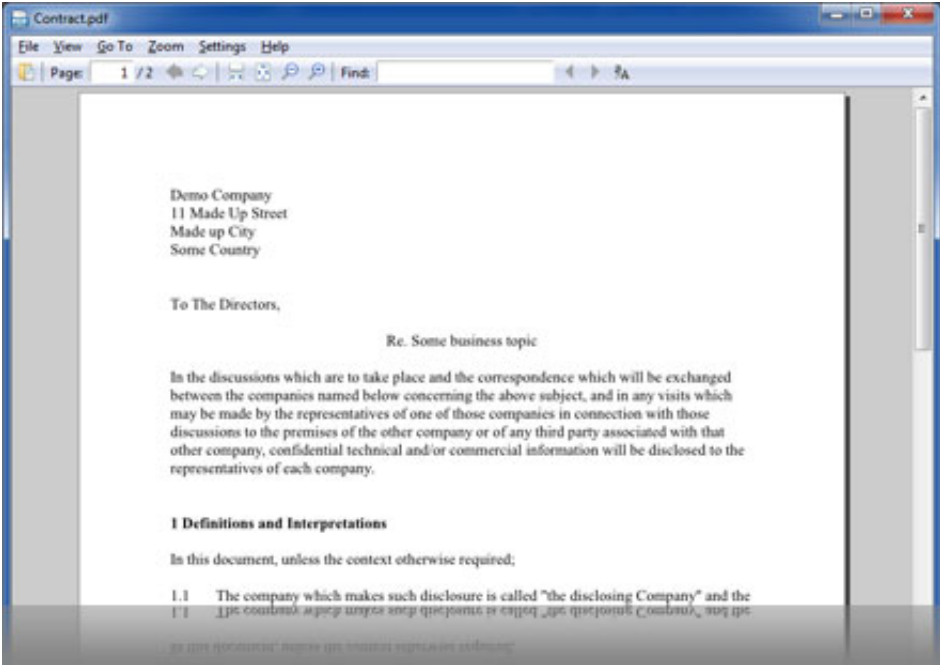 Contract.pdf
File View Go To Zoom Settings Help
Page: 1 / 2 Find:
Demo Company
11 Made Up Street
Made up City
Some Country
To The Directors,
Re. Some business topic
In the discussions which are to take place and the correspondence which will be exchanged
between the companies named below concerning the above subject, and in any visits which
may be made by the representatives of one of those companies in connection with those
discussions to the premises of the other company or of any third party associated with that
other company, confidential technical and/or commercial information will be disclosed to the
representatives of each company.
1 Definitions and Interpretations
In this document, unless the context otherwise required;
1.1 The company which makes such disclosure is called "the disclosing Company" and the